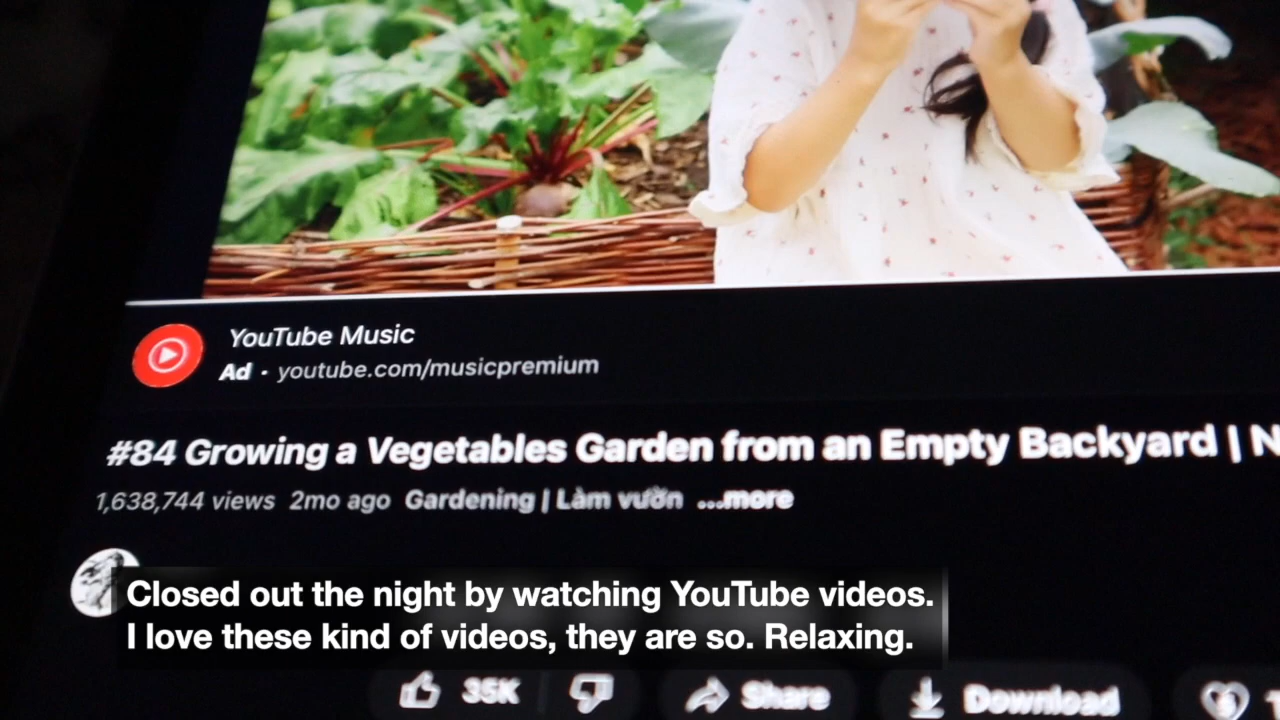 YouTube Music
Ad · youtube.com/musicpremium
#84 Growing a Vegetables Garden from an Empty Backyard |
1,638,744 views 2mo ago Gardening | Làm vườn ...more
Closed out the night by watching YouTube videos.
I love these kind of videos, they are so. Relaxing.
35K Share Download